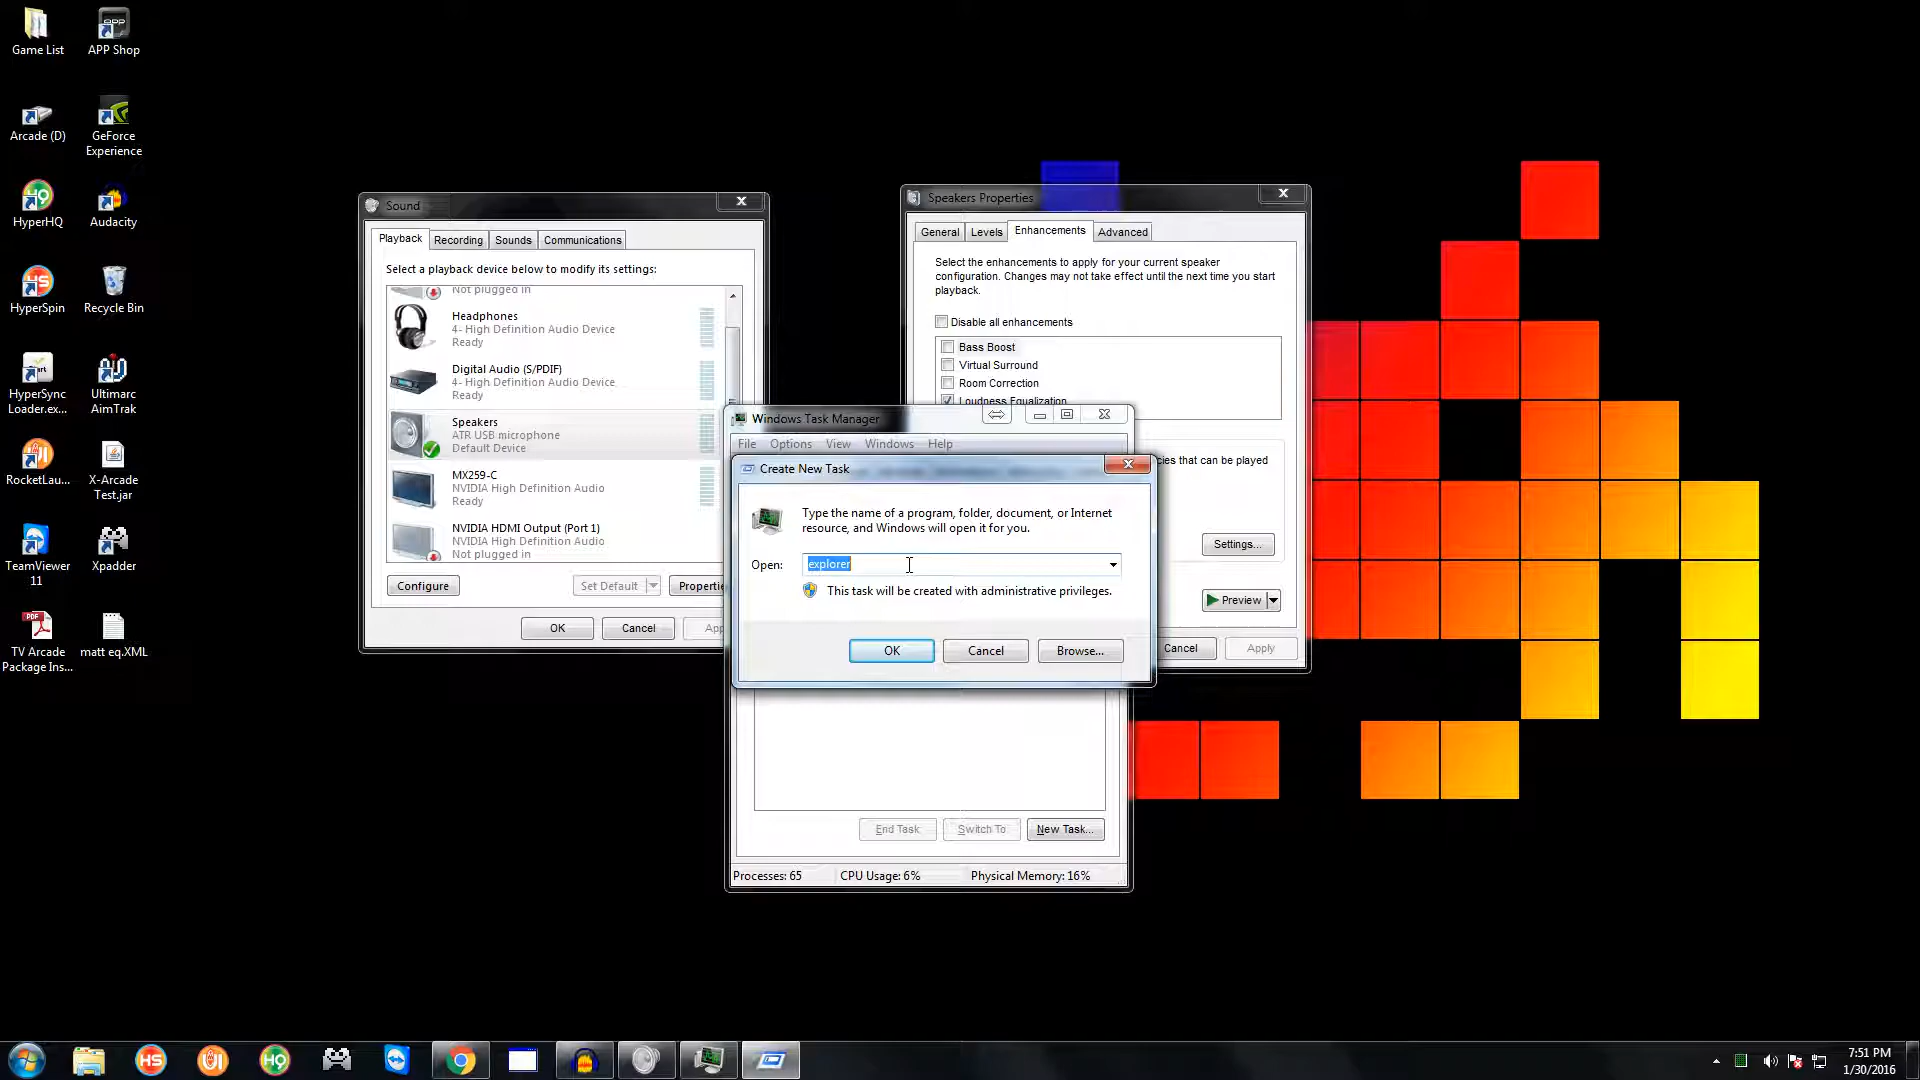 Game List
APP Shop
Arcade (D)
GeForce
Experience
HyperHQ
Audacity
HyperSpin
Recycle Bin
HyperSync
Loader.ex...
Ultimarc
AimTrak
RocketLau...
X-Arcade
Test.jar
TeamViewer
11
Xpadder
TV Arcade
Package Ins...
matt eq.XML
Sound
Playback
Recording
Sounds
Communications
Select a playback device below to modify its settings:
Not plugged in
Headphones
4- High Definition Audio Device
Ready
Digital Audio (S/PDIF)
4- High Definition Audio Device
Ready
Speakers
ATR USB microphone
Default Device
MX259-C
NVIDIA High Definition Audio
Ready
NVIDIA HDMI Output (Port 1)
NVIDIA High Definition Audio
Not plugged in
Configure
Set Default
Propertie
OK
Cancel
App
Speakers Properties
General
Levels
Enhancements
Advanced
Select the enhancements to apply for your current speaker
configuration. Changes may not take effect until the next time you start
playback.
Disable all enhancements
Bass Boost
Virtual Surround
Room Correction
Loudness Equalization
cies that can be played
Settings...
Preview
Cancel
Apply
Windows Task Manager
File Options View Windows Help
Create New Task
Type the name of a program, folder, document, or Internet
resource, and Windows will open it for you.
Open:
explorer
This task will be created with administrative privileges.
OK
Cancel
Browse...
End Task
Switch To
New Task...
Processes: 65
CPU Usage: 6%
Physical Memory: 16%
HS
HQ
7:51 PM
1/30/2016